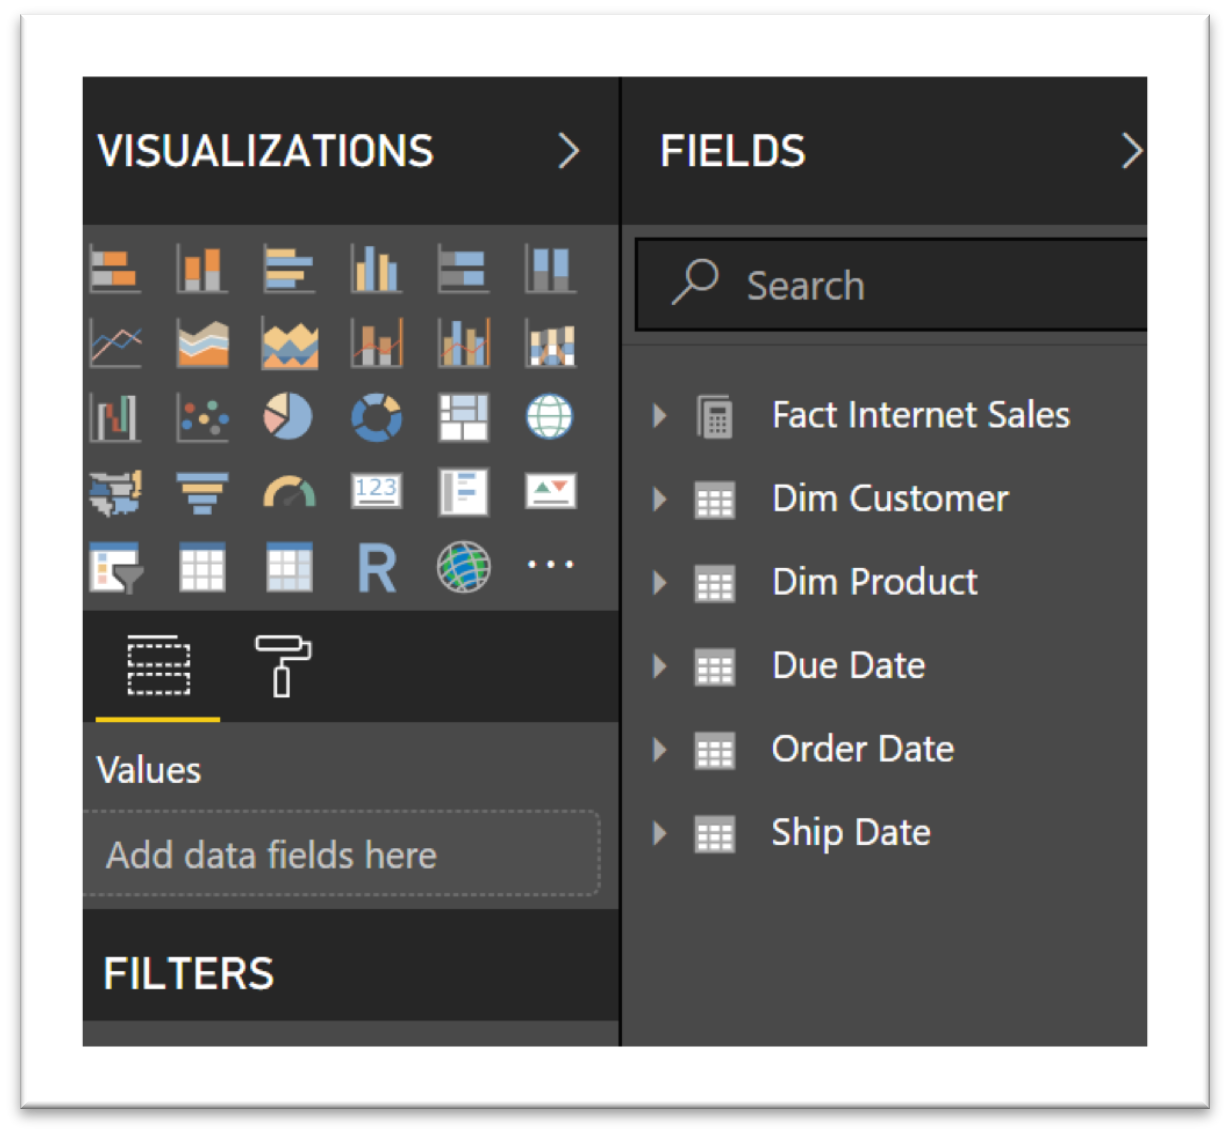 VISUALIZATIONS
123
R
Values
Add data fields here
FILTERS
FIELDS
Search
Fact Internet Sales
Dim Customer
Dim Product
Due Date
Order Date
Ship Date